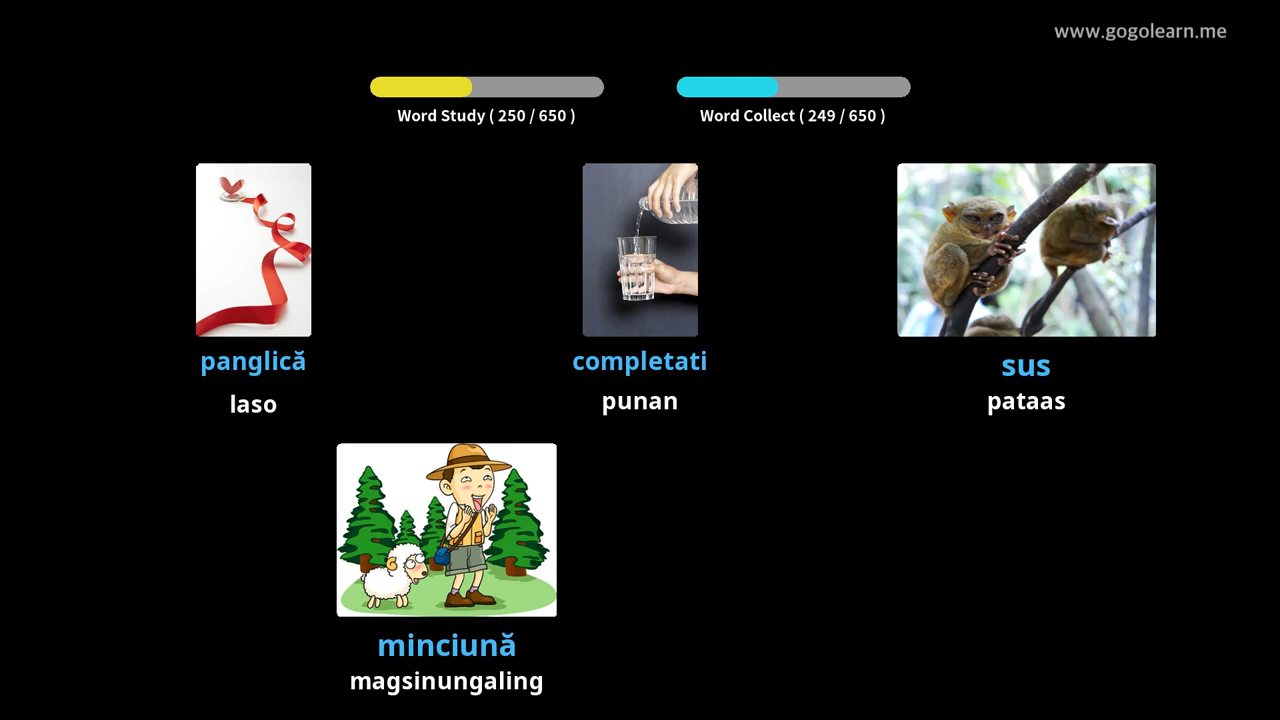 www.gogolearn.me
Word Study ( 250 / 650 )
Word Collect ( 249 / 650 )
panglică
laso
completati
punan
sus
pataas
minciună
magsinungaling